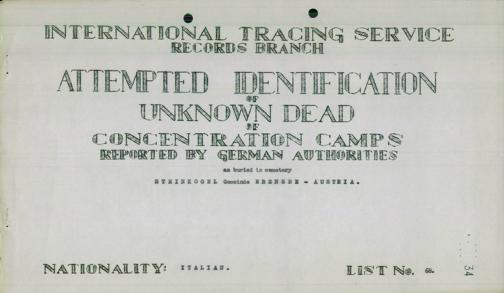 INTERNATIONAL TRACING SERVICE
RECORDS BRANCH
ATTEMPTED IDENTIFICATION
OF
UNKNOWN DEAD
OF
CONCENTRATION CAMPS
REPORTED BY GERMAN AUTHORITIES
as buried in cemetery
STEINKOGEL Gemeinde EBENSEE - AUSTRIA.
NATIONALITY: ITALIAN.
LIST No. 68.
34